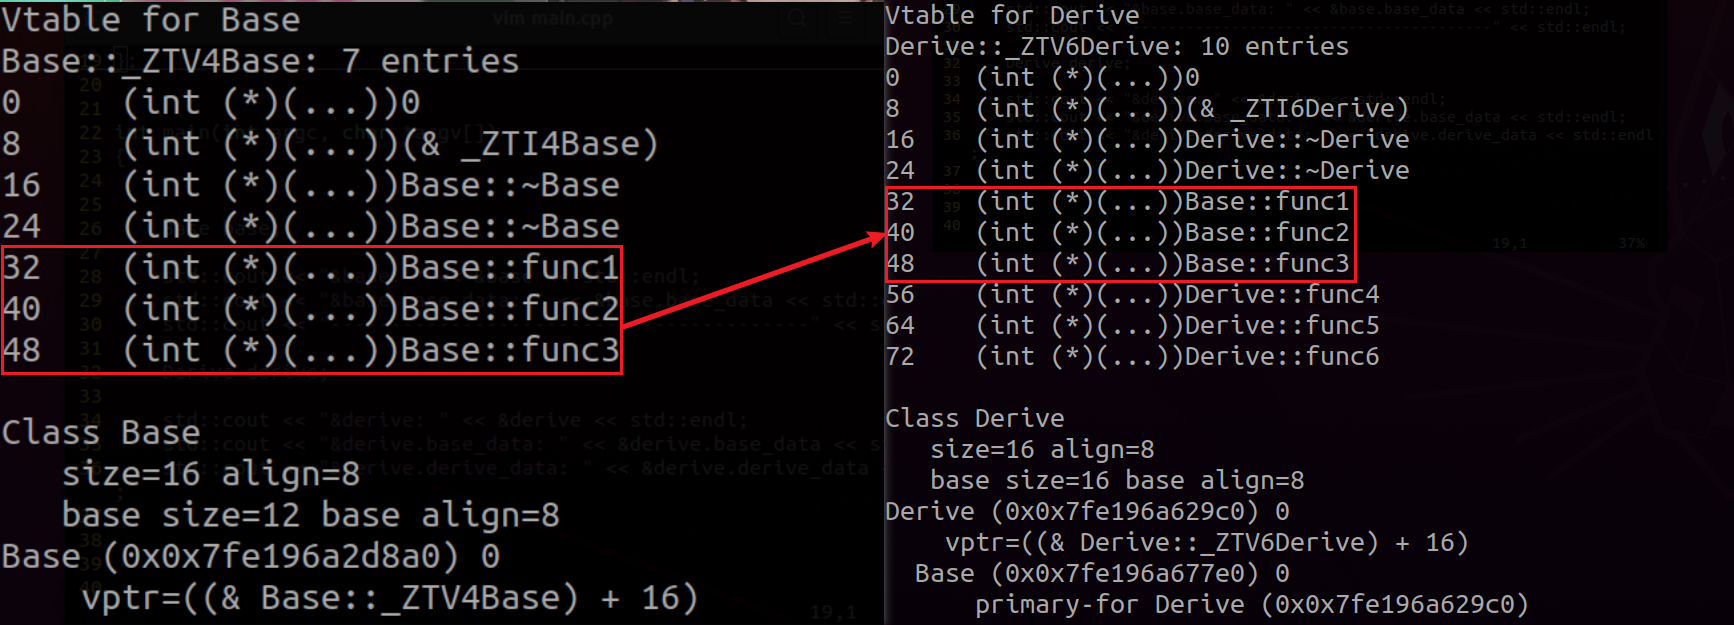 Vtable for Base
Base::_ZTV4Base: 7 entries
0     (int (*)(...))0
8     (int (*)(...))(& _ZTI4Base)
16    (int (*)(...))Base::~Base
24    (int (*)(...))Base::~Base
32    (int (*)(...))Base::func1
40    (int (*)(...))Base::func2
48    (int (*)(...))Base::func3
Class Base
   size=16 align=8
   base size=12 base align=8
Base (0x0x7fe196a2d8a0) 0
    vptr=((& Base::_ZTV4Base) + 16)
Vtable for Derive
Derive::_ZTV6Derive: 10 entries
0     (int (*)(...))0
8     (int (*)(...))(& _ZTI6Derive)
16    (int (*)(...))Derive::~Derive
24    (int (*)(...))Derive::~Derive
32    (int (*)(...))Base::func1
40    (int (*)(...))Base::func2
48    (int (*)(...))Base::func3
56    (int (*)(...))Derive::func4
64    (int (*)(...))Derive::func5
72    (int (*)(...))Derive::func6
Class Derive
   size=16 align=8
   base size=16 base align=8
Derive (0x0x7fe196a629c0) 0
    vptr=((& Derive::_ZTV6Derive) + 16)
  Base (0x0x7fe196a677e0) 0
      primary-for Derive (0x0x7fe196a629c0)